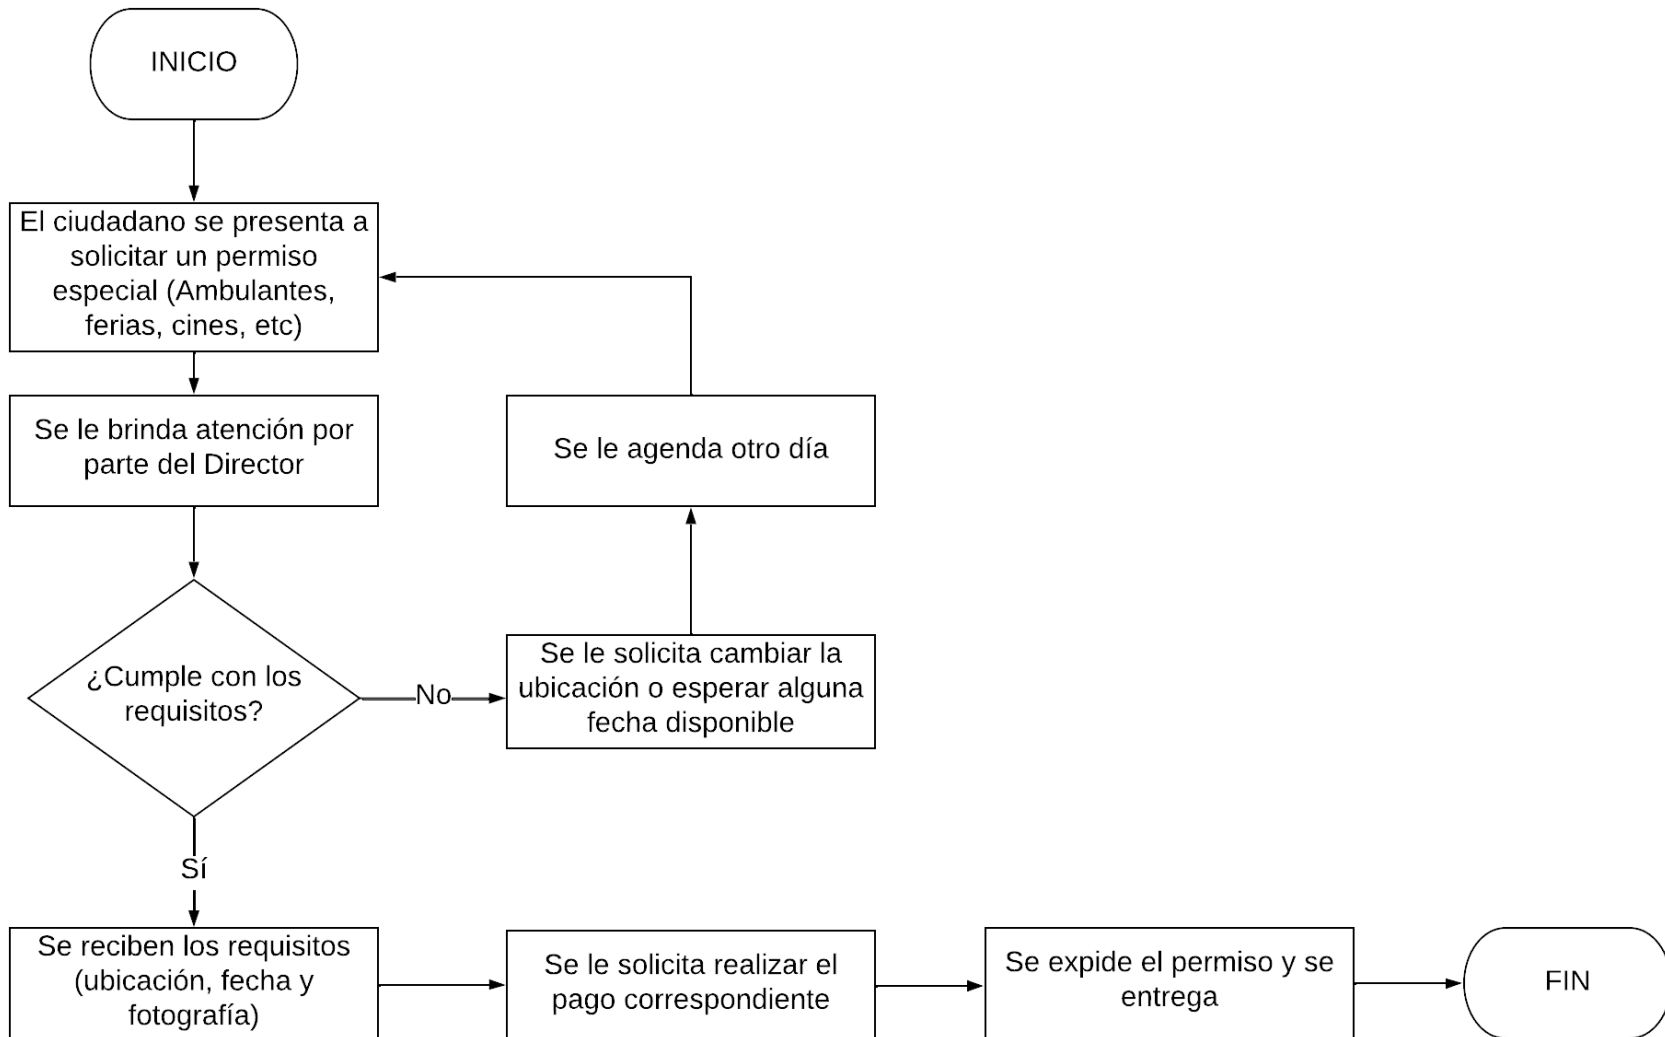 INICIO
El ciudadano se presenta a
solicitar un permiso
especial (Ambulantes,
ferias, cines, etc)
Se le brinda atención por
parte del Director
Se le agenda otro día
¿Cumple con los
requisitos?
No
Se le solicita cambiar la
ubicación o esperar alguna
fecha disponible
Sí
Se reciben los requisitos
(ubicación, fecha y
fotografía)
Se le solicita realizar el
pago correspondiente
Se expide el permiso y se
entrega
FIN